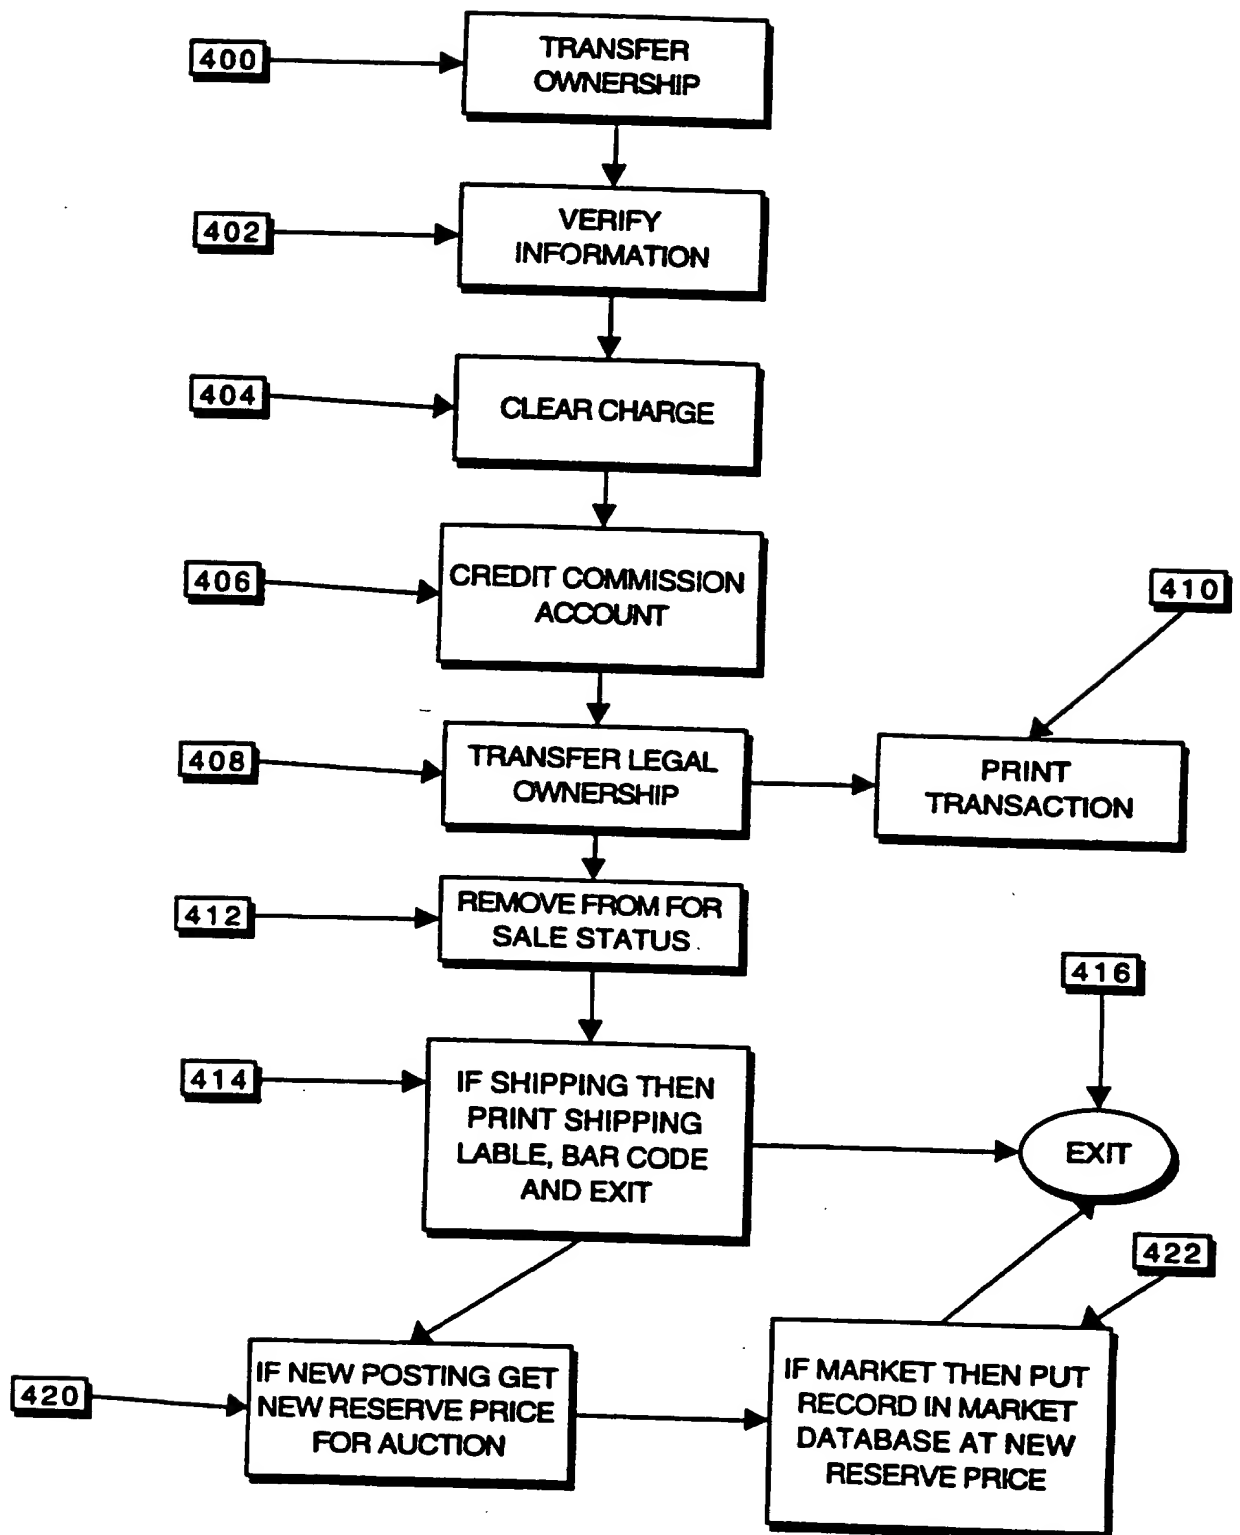 400
TRANSFER
OWNERSHIP
402
VERIFY
INFORMATION
404
CLEAR CHARGE
406
CREDIT COMMISSION
ACCOUNT
410
408
TRANSFER LEGAL
OWNERSHIP
PRINT
TRANSACTION
412
REMOVE FROM FOR
SALE STATUS
416
414
IF SHIPPING THEN
PRINT SHIPPING
LABLE, BAR CODE
AND EXIT
EXIT
422
420
IF NEW POSTING GET
NEW RESERVE PRICE
FOR AUCTION
IF MARKET THEN PUT
RECORD IN MARKET
DATABASE AT NEW
RESERVE PRICE